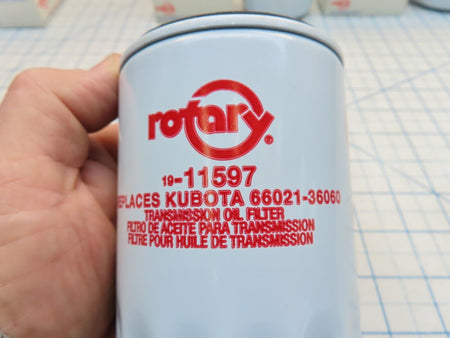 rotary®
19-11597
REPLACES KUBOTA 66021-36060
TRANSMISSION OIL FILTER
FILTRO DE ACEITE PARA TRANSMISSION
FILTRE POUR HUILE DE TRANSMISSION